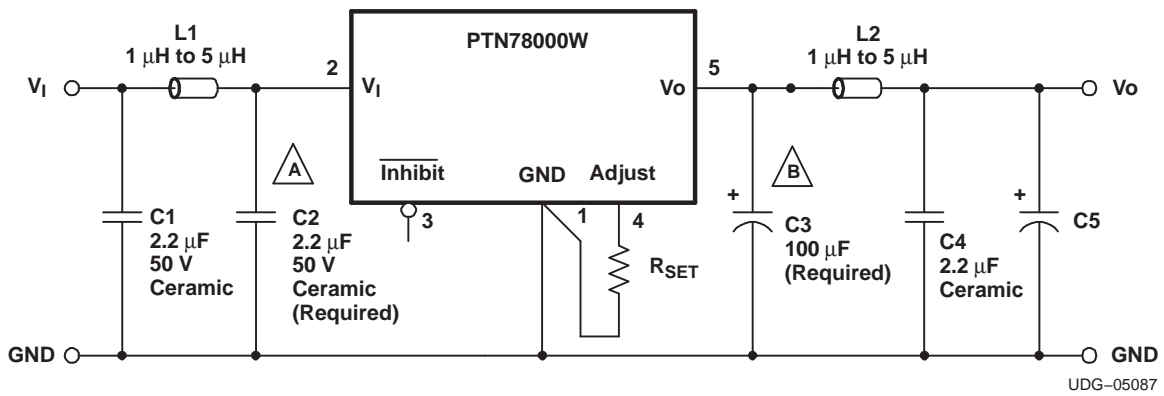 L1
1 μH to 5 μH
PTN78000W
L2
1 μH to 5 μH
VI
2
VI
Vo
5
Vo
A
B
Inhibit
GND
Adjust
3
1
4
+
+
C1
2.2 μF
50 V
Ceramic
C2
2.2 μF
50 V
Ceramic
(Required)
RSET
C3
100 μF
(Required)
C4
2.2 μF
Ceramic
C5
GND
GND
UDG–05087